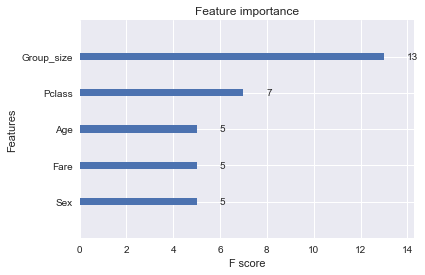 Feature importance
Group_size
13
Pclass
7
Age
5
Fare
5
Sex
5
Features
0 2 4 6 8 10 12 14
F score